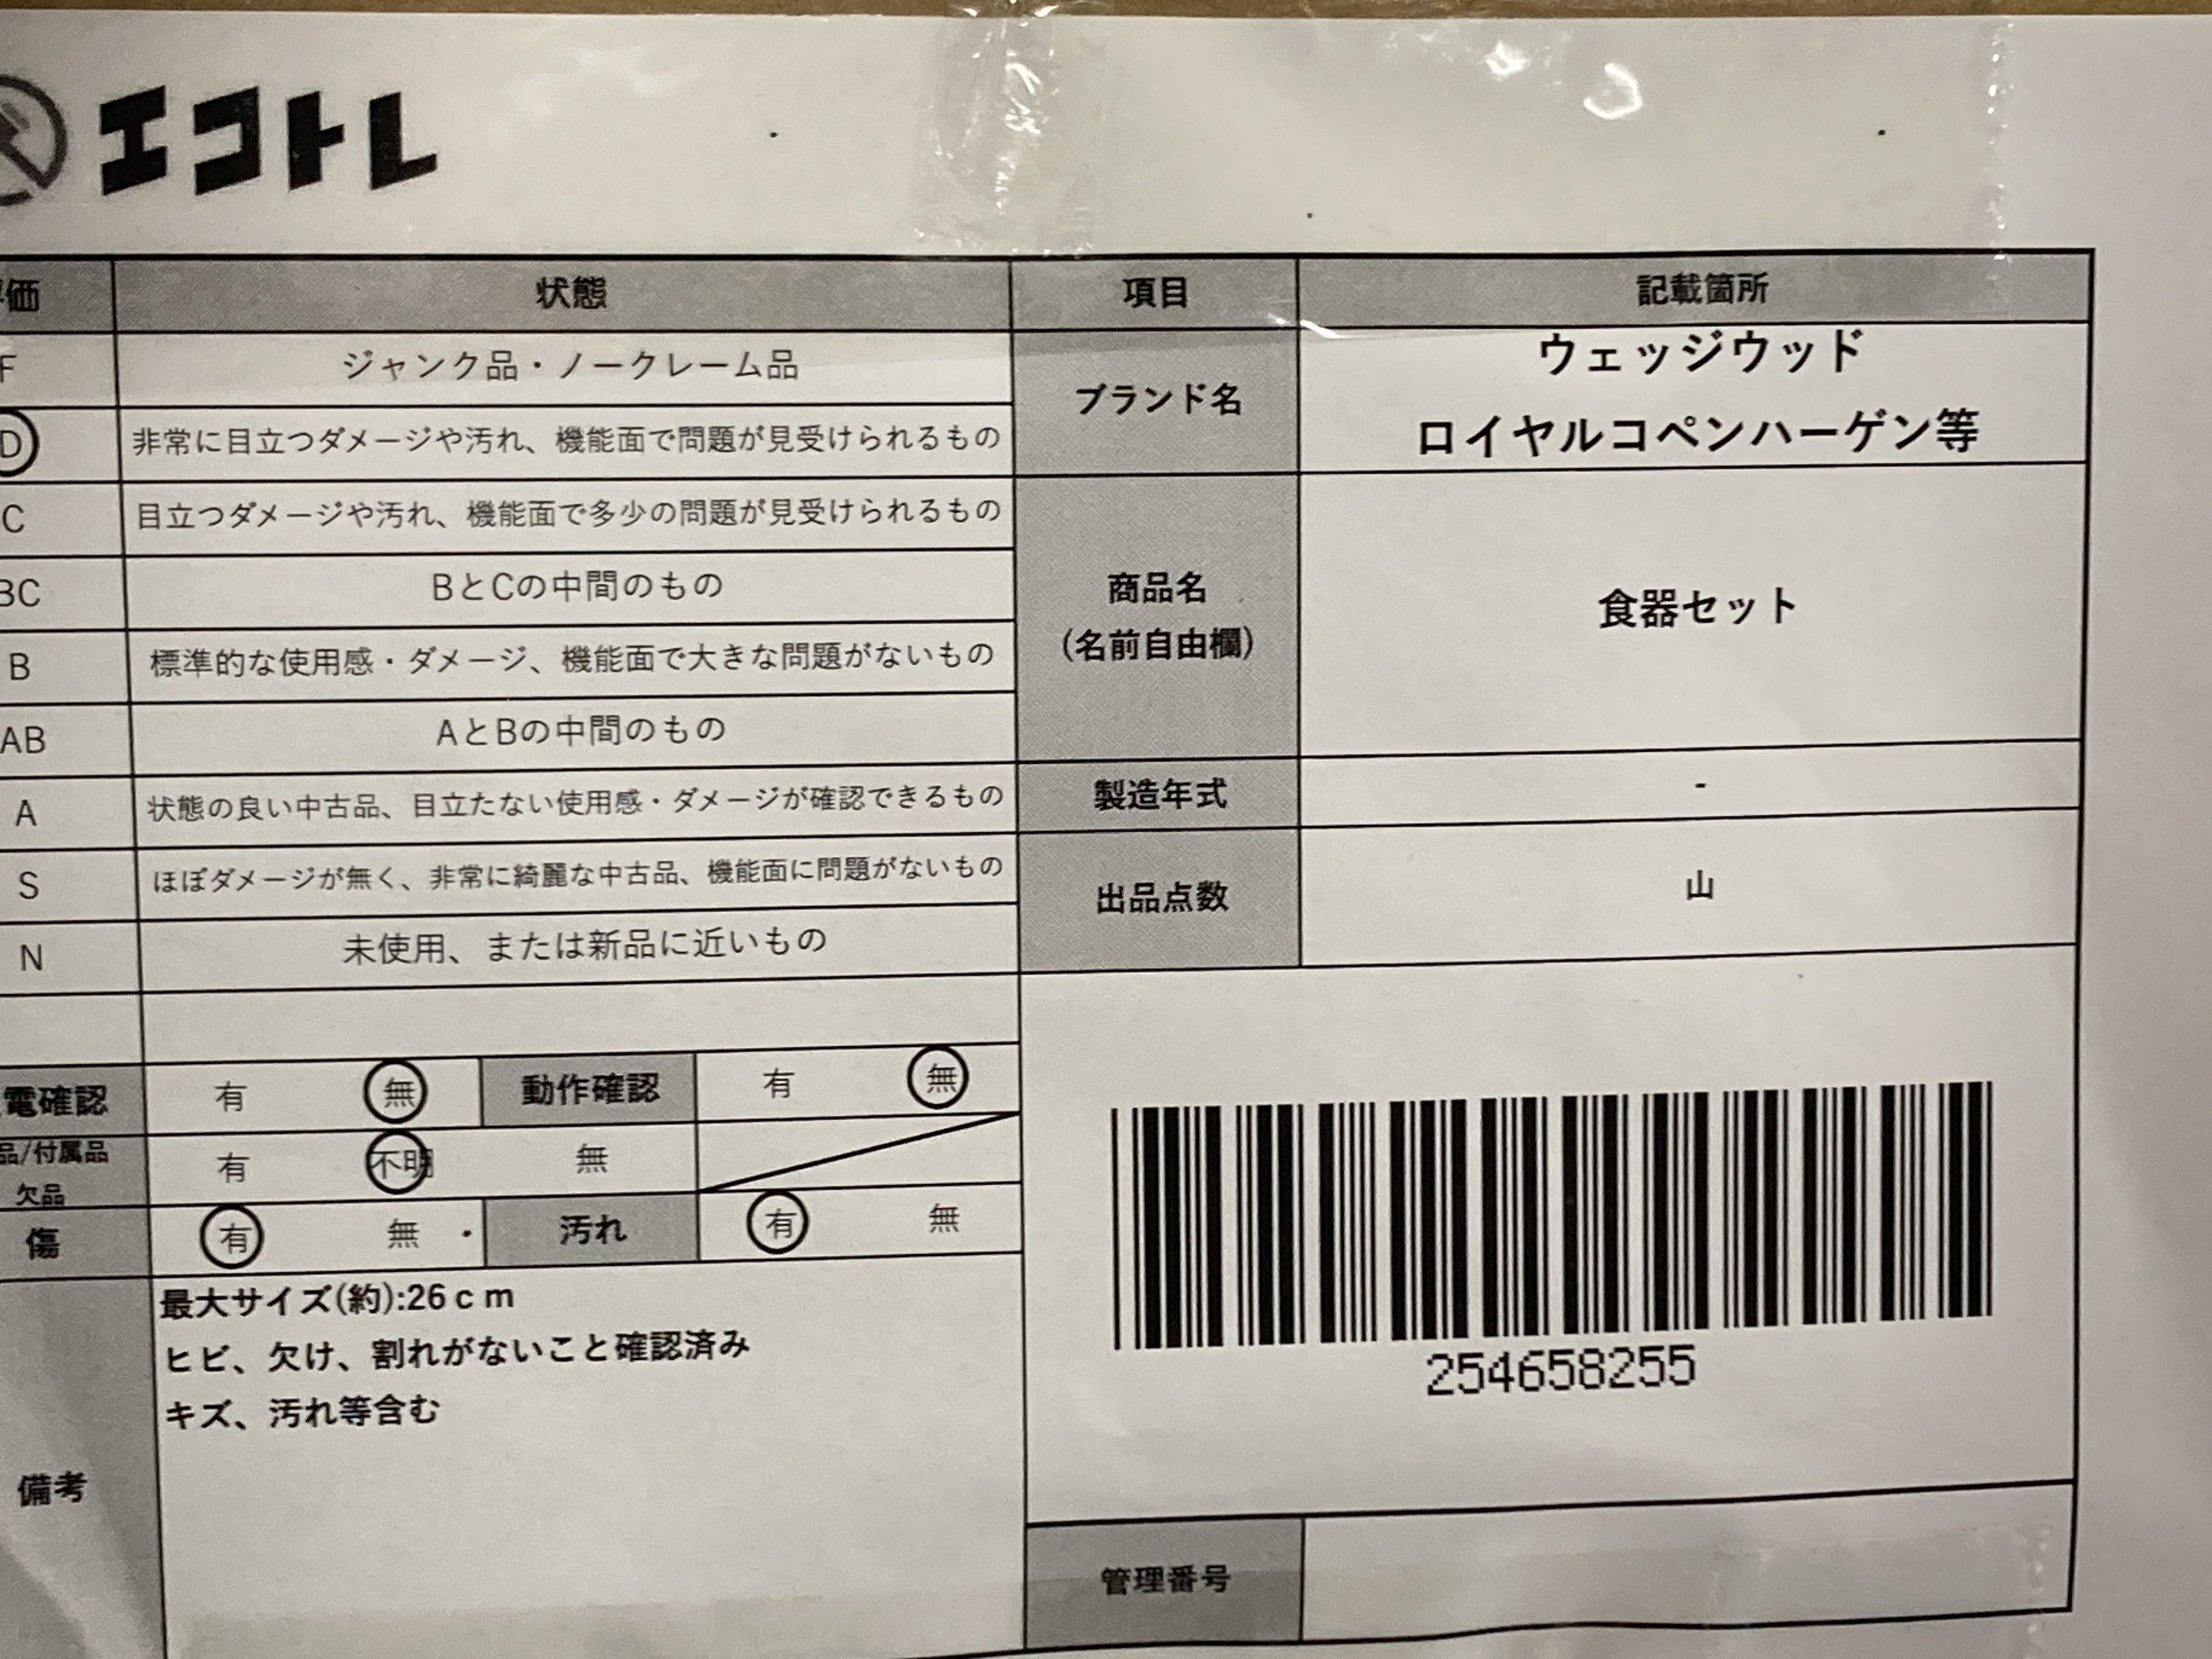 エコトレ
価 状態 項目 記載箇所
F ジャンク品・ノークレーム品
ブランド名 ウェッジウッド
ロイヤルコペンハーゲン等
D 非常に目立つダメージや汚れ、機能面で問題が見受けられるもの
C 目立つダメージや汚れ、機能面で多少の問題が見受けられるもの
BC BとCの中間のもの
商品名
(名前自由欄)
食器セット
B 標準的な使用感・ダメージ、機能面で大きな問題がないもの
AB AとBの中間のもの
A 状態の良い中古品、目立たない使用感・ダメージが確認できるもの
製造年式 -
S ほぼダメージが無く、非常に綺麗な中古品、機能面に問題がないもの
出品点数 山
N 未使用、または新品に近いもの
電確認 有 無 動作確認 有 無
品/付属品
欠品
有 不明 無
傷 有 無 汚れ 有 無
備考
最大サイズ(約):26ｃｍ
ヒビ、欠け、割れがないこと確認済み
キズ、汚れ等含む
254658255
管理番号